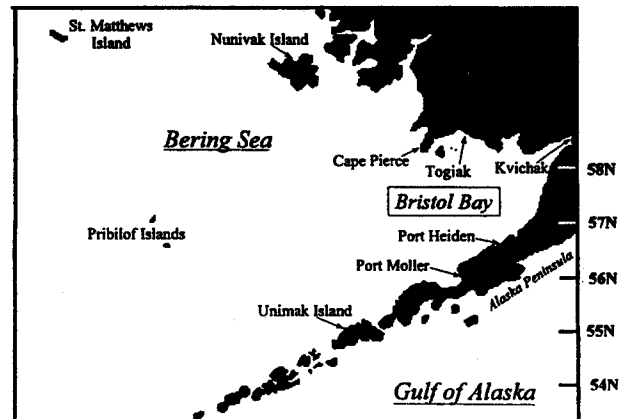 St. Matthews
Island
Nunivak Island
Bering Sea
Cape Pierce
Togiak
Kvichak
58N
Bristol Bay
57N
Pribilof Islands
Port Heiden
Port Moller
56N
Alaska Peninsula
Unimak Island
55N
54N
Gulf of Alaska